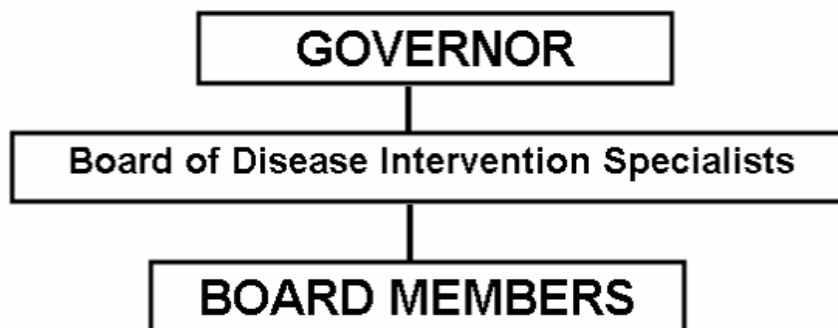 GOVERNOR
Board of Disease Intervention Specialists
BOARD MEMBERS